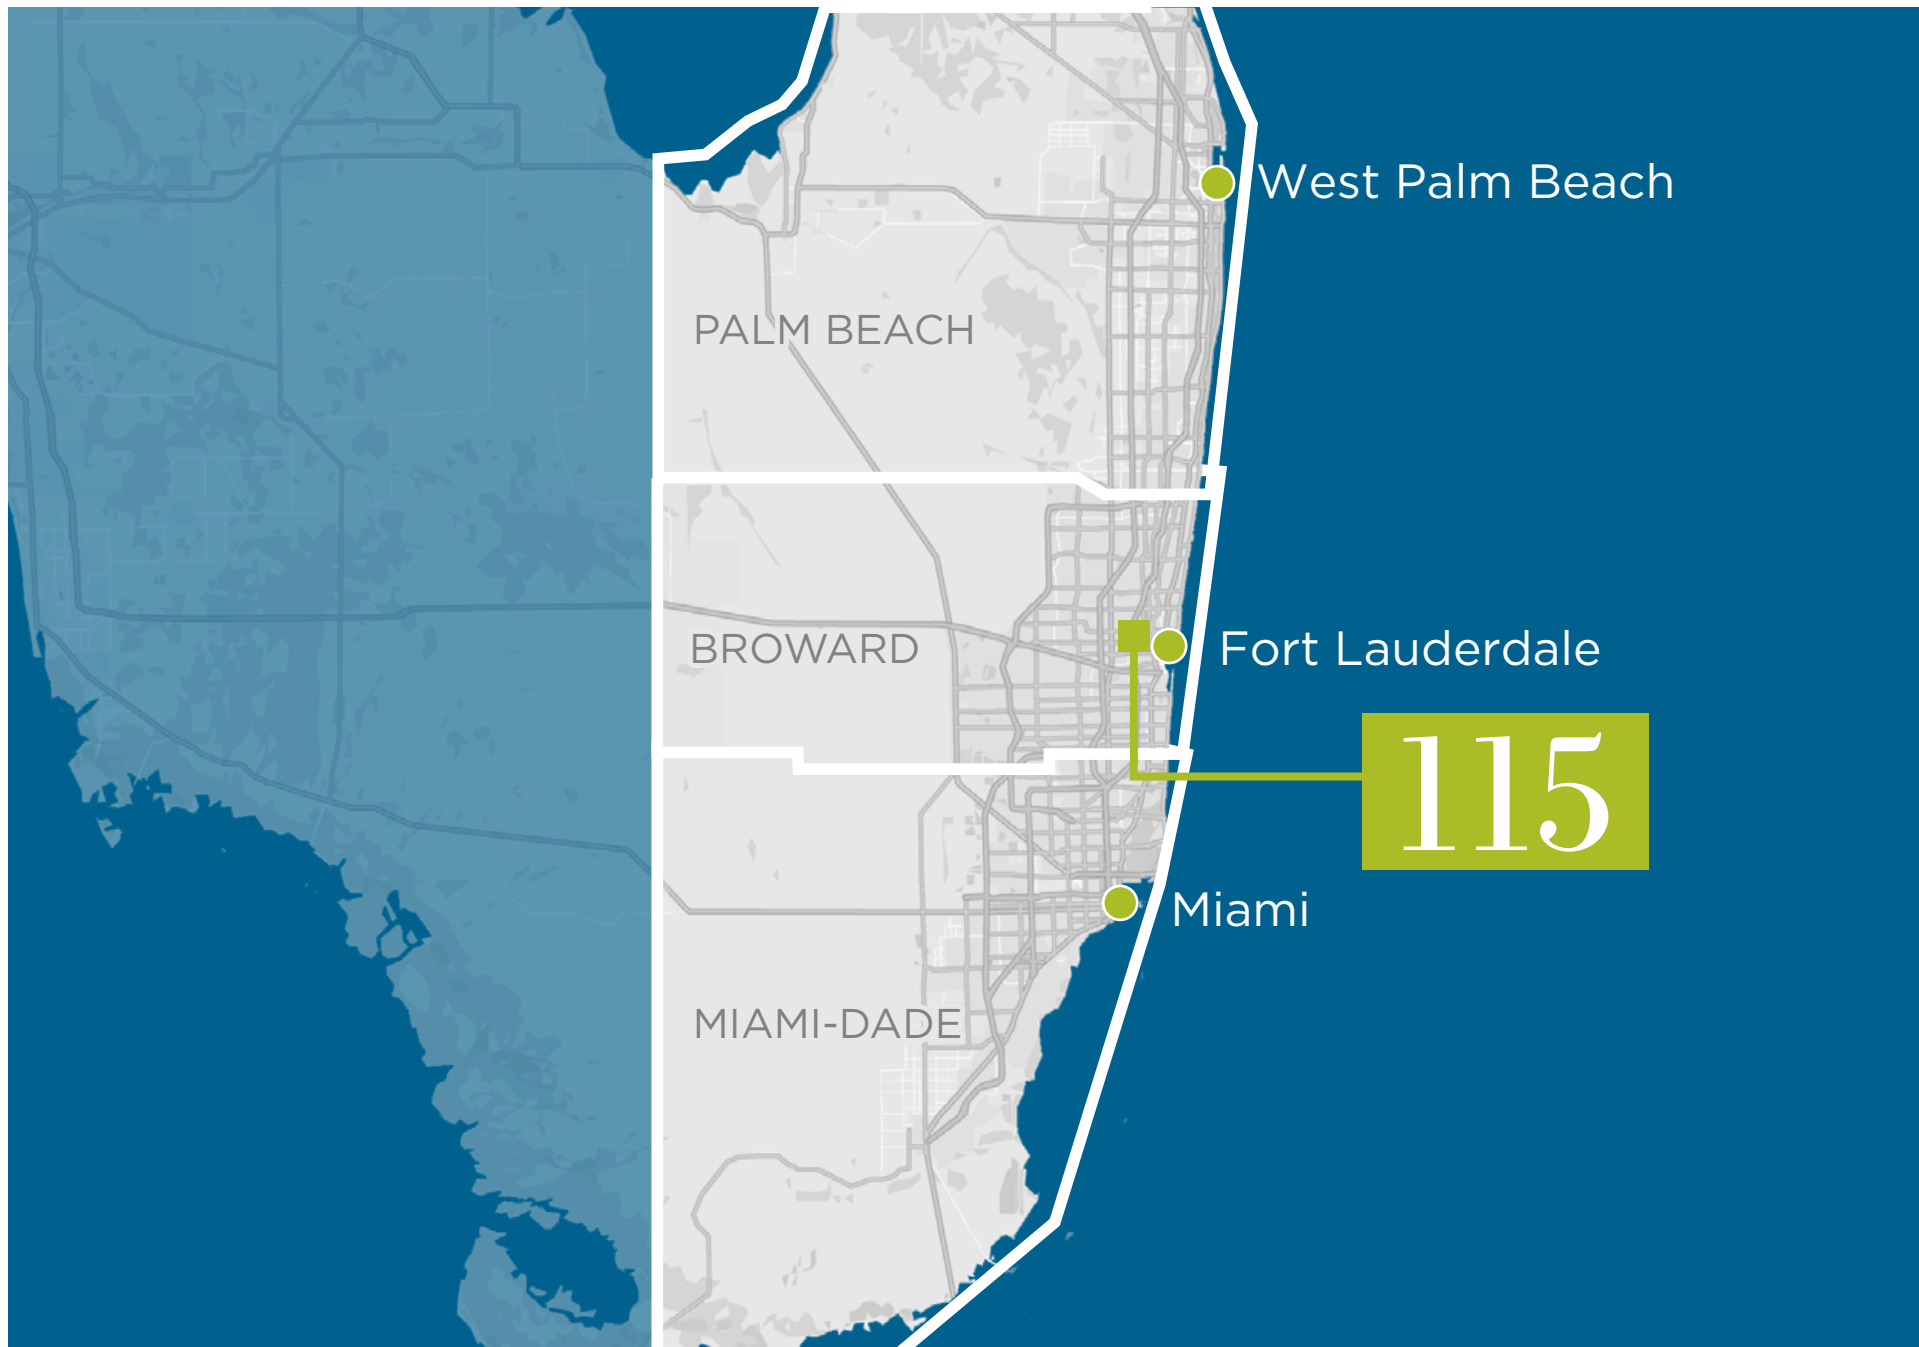 West Palm Beach
PALM BEACH
BROWARD
Fort Lauderdale
115
Miami
MIAMI-DADE